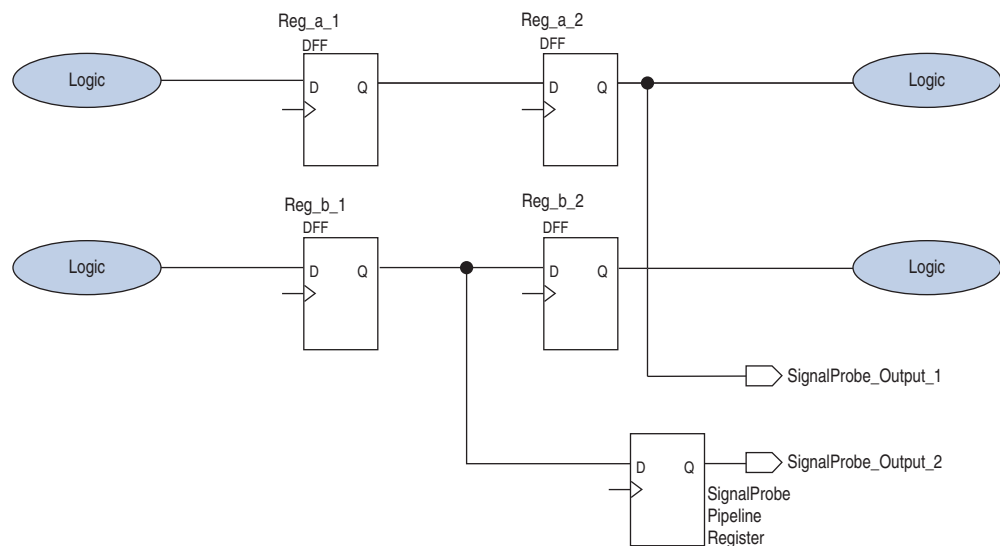 Reg_a_1
Reg_a_2
DFF
DFF
Logic
D Q
D Q
Logic
Reg_b_1
Reg_b_2
DFF
DFF
Logic
D Q
D Q
Logic
SignalProbe_Output_1
D Q
SignalProbe_Output_2
SignalProbe
Pipeline
Register